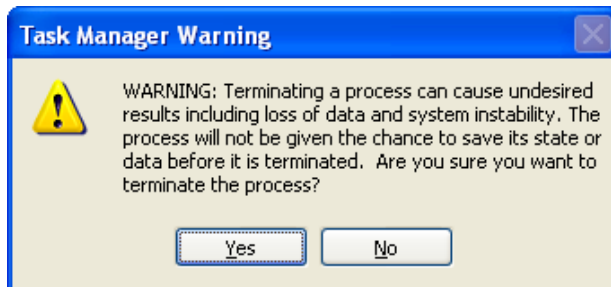 Task Manager Warning
WARNING: Terminating a process can cause undesired
results including loss of data and system instability. The
process will not be given the chance to save its state or
data before it is terminated.  Are you sure you want to
terminate the process?
Yes
No